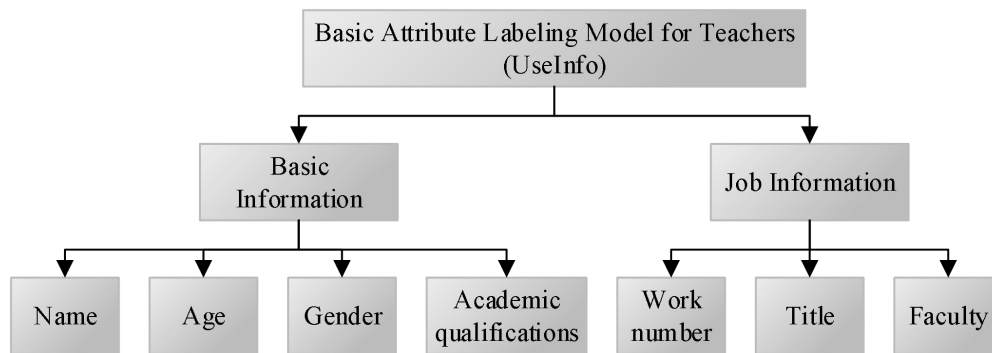 Basic Attribute Labeling Model for Teachers
(UseInfo)
Basic
Information
Job Information
Name
Age
Gender
Academic
qualifications
Work
number
Title
Faculty